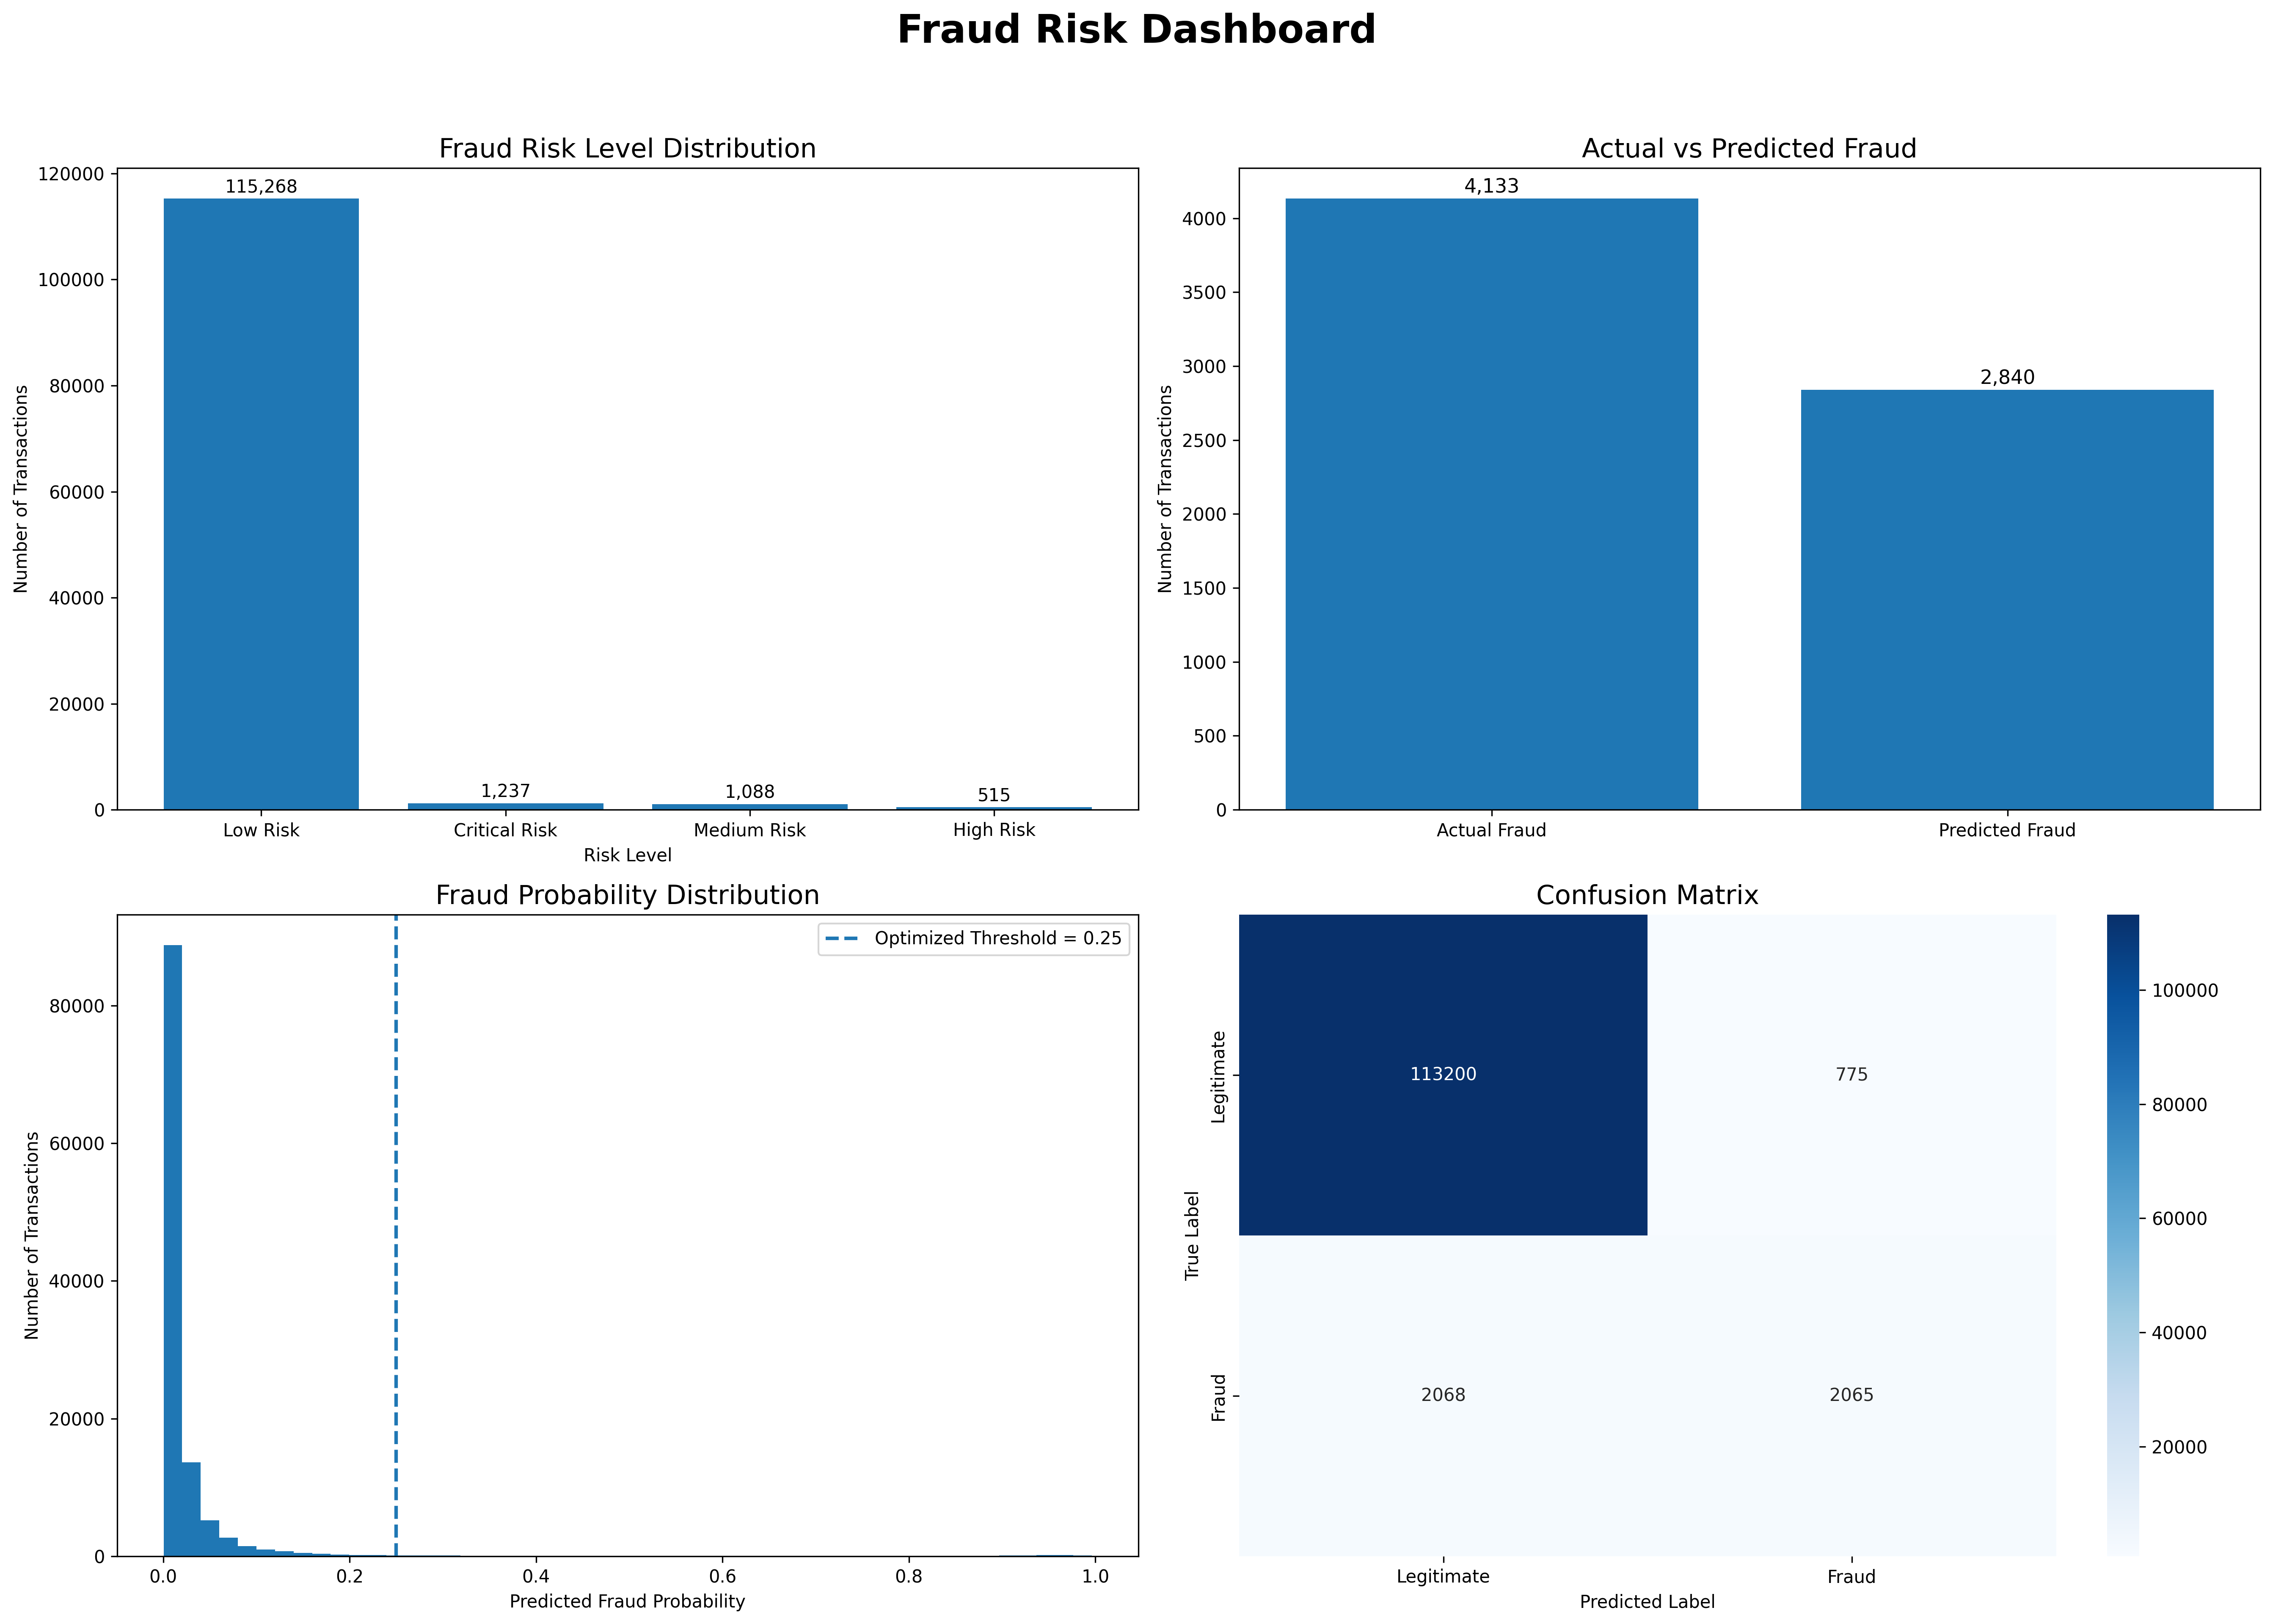 Fraud Risk Dashboard
Fraud Risk Level Distribution
Number of Transactions
120000
100000
80000
60000
40000
20000
0
115,268
1,237
1,088
515
Low Risk
Critical Risk
Medium Risk
High Risk
Risk Level
Actual vs Predicted Fraud
Number of Transactions
4000
3500
3000
2500
2000
1500
1000
500
0
4,133
2,840
Actual Fraud
Predicted Fraud
Fraud Probability Distribution
Number of Transactions
80000
60000
40000
20000
0
Optimized Threshold = 0.25
0.0
0.2
0.4
0.6
0.8
1.0
Predicted Fraud Probability
Confusion Matrix
True Label
Legitimate
Fraud
113200
775
2068
2065
Legitimate
Fraud
Predicted Label
100000
80000
60000
40000
20000